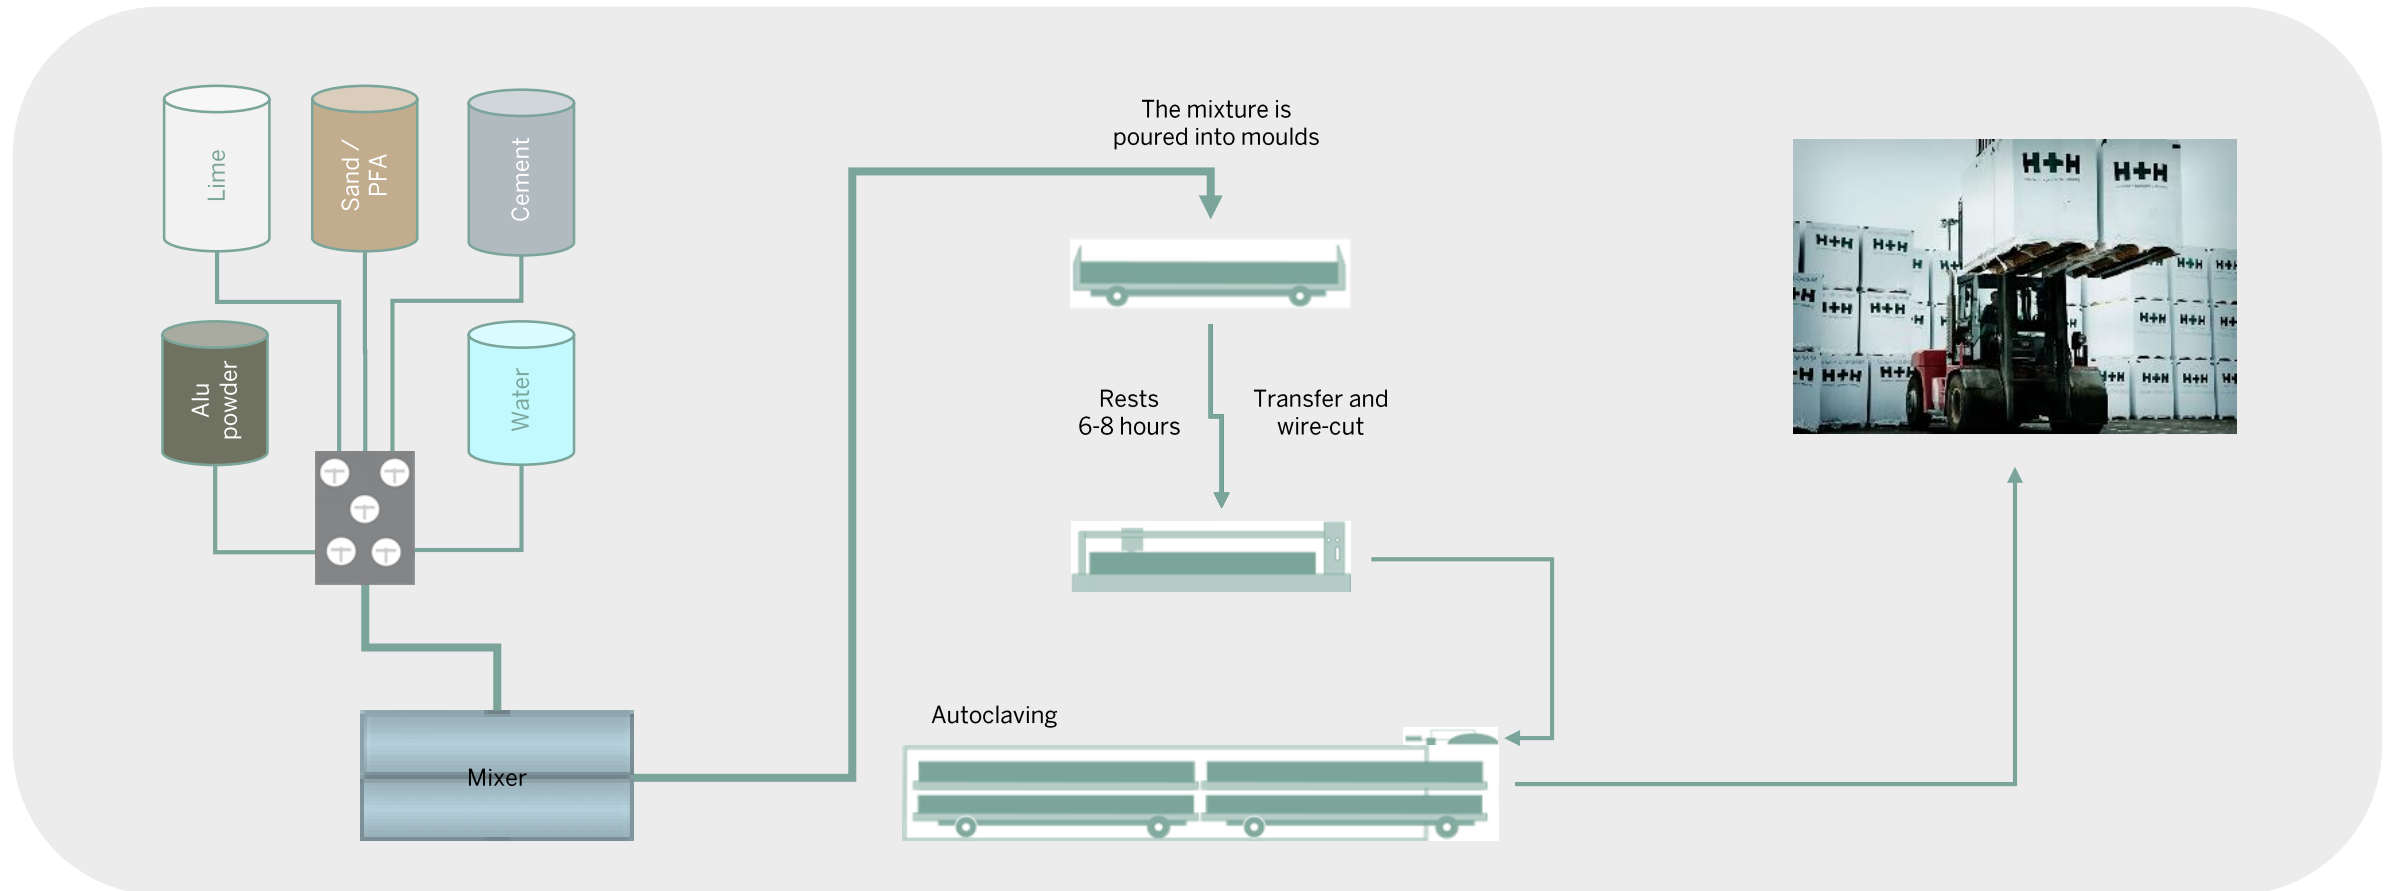 Lime
Sand /
PFA
Cement
Alu
powder
Water
Mixer
The mixture is
poured into moulds
Rests
6-8 hours
Transfer and
wire-cut
Autoclaving
H+H
H+H
H+H
H+H
H+H
H+H
H+H
H+H
H+H
H+H
H+H
H+H
H+H